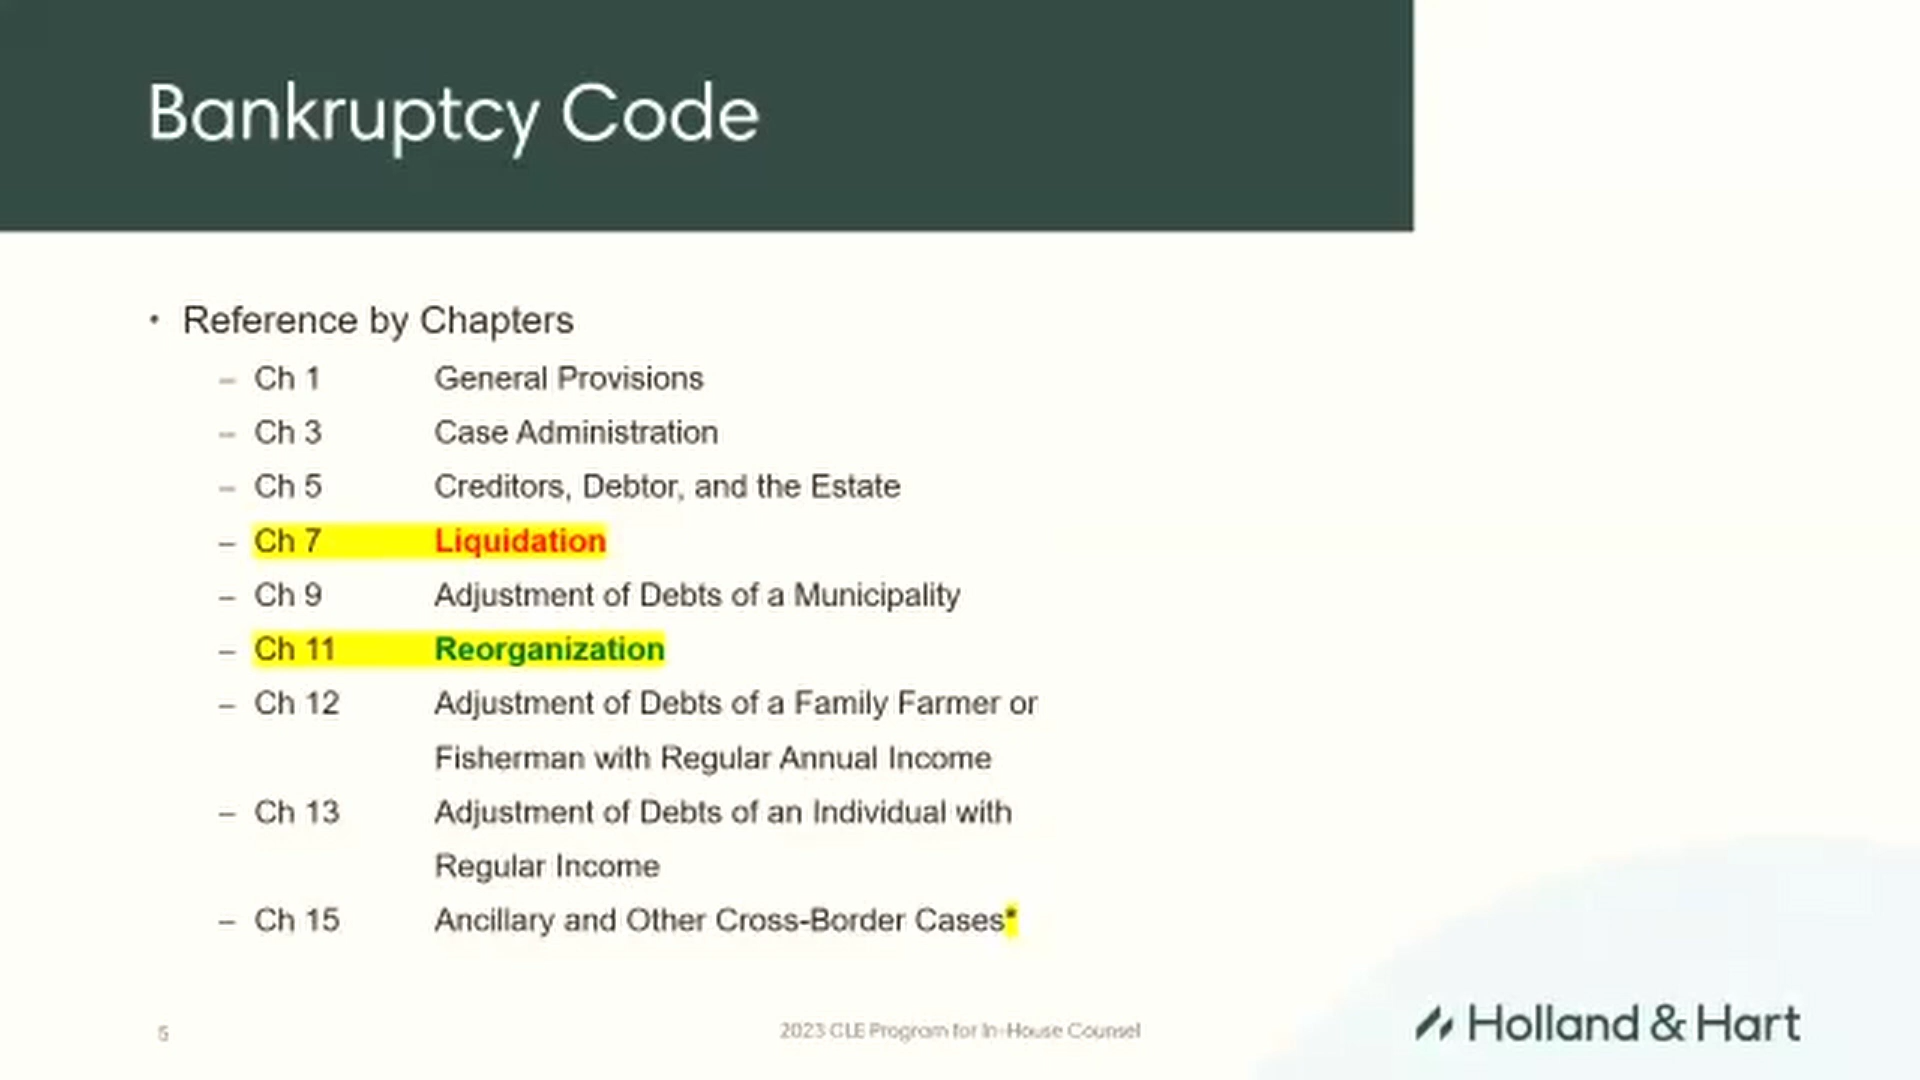 Bankruptcy Code
• Reference by Chapters
– Ch 1 General Provisions
– Ch 3 Case Administration
– Ch 5 Creditors, Debtor, and the Estate
– Ch 7 Liquidation
– Ch 9 Adjustment of Debts of a Municipality
– Ch 11 Reorganization
– Ch 12 Adjustment of Debts of a Family Farmer or
Fisherman with Regular Annual Income
– Ch 13 Adjustment of Debts of an Individual with
Regular Income
– Ch 15 Ancillary and Other Cross-Border Cases*
5
2023 CLE Program for In-House Counsel
Holland & Hart